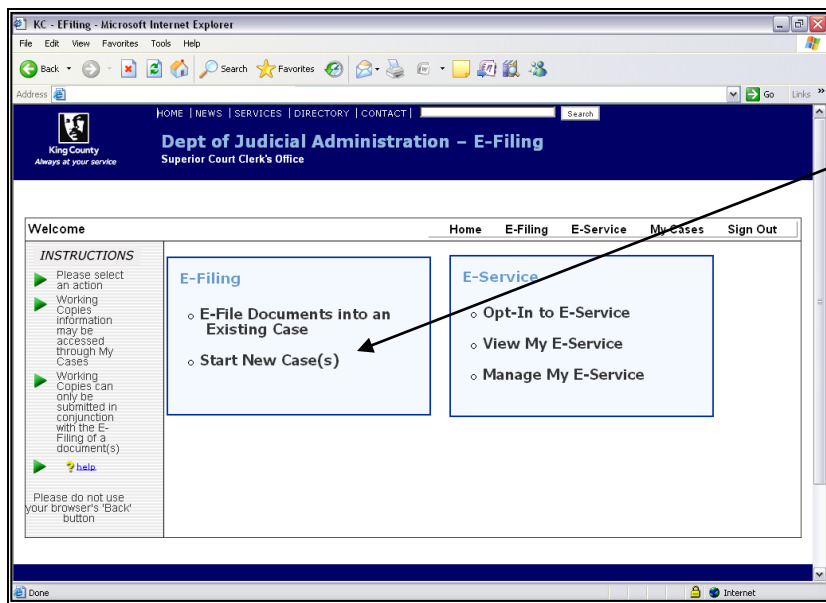 KC - EFiling - Microsoft Internet Explorer
File Edit View Favorites Tools Help
Back Search Favorites
Address Go Links »
HOME | NEWS | SERVICES | DIRECTORY | CONTACT | Search
King County
Always at your service
Dept of Judicial Administration – E-Filing
Superior Court Clerk's Office
Welcome Home E-Filing E-Service My Cases Sign Out
INSTRUCTIONS
Please select
an action
Working
Copies
information
may be
accessed
through My
Cases
Working
Copies can
only be
submitted in
conjunction
with the E-
Filing of a
document(s)
? help
Please do not use
your browser's 'Back'
button
E-Filing
E-File Documents into an
Existing Case
Start New Case(s)
E-Service
Opt-In to E-Service
View My E-Service
Manage My E-Service
Done Internet